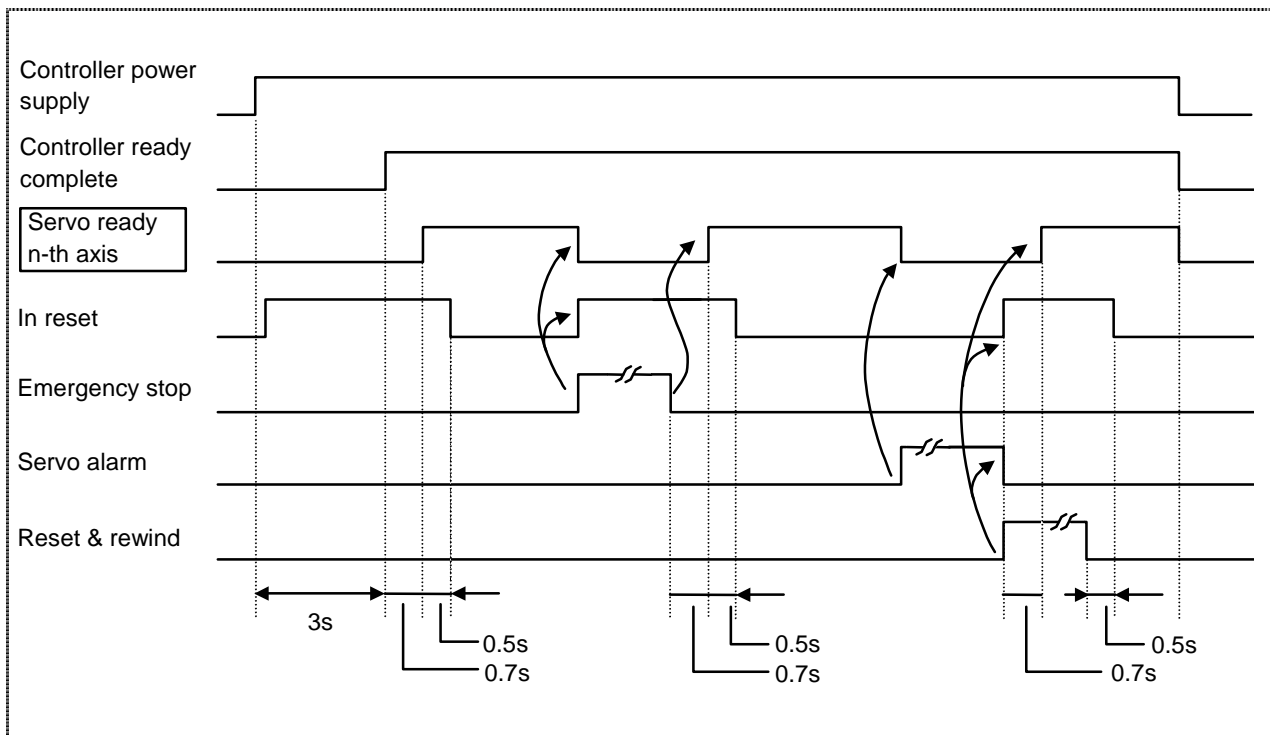 Controller power
supply
Controller ready
complete
Servo ready
n-th axis
In reset
Emergency stop
Servo alarm
Reset & rewind
3s
0.5s
0.7s
0.5s
0.7s
0.5s
0.7s